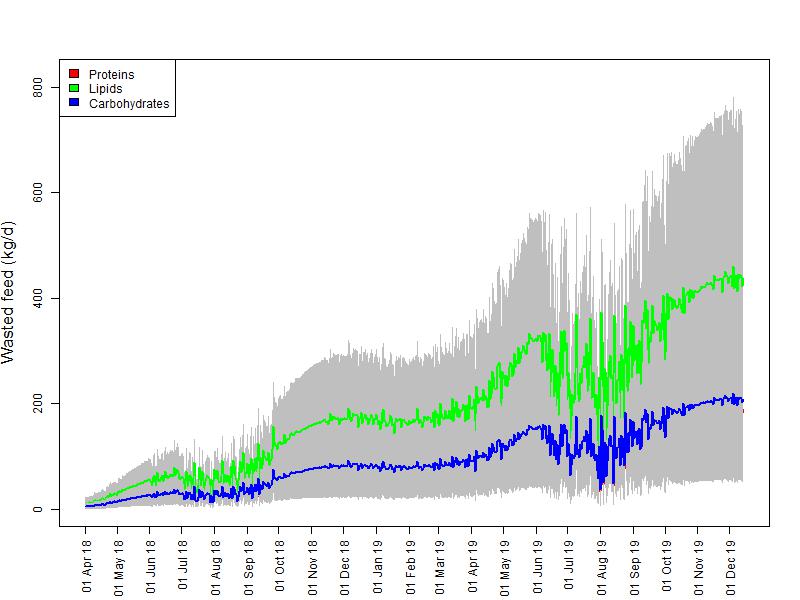 Proteins
Lipids
Carbohydrates
Wasted feed (kg/d)
800
600
400
200
0
01 Apr 18
01 May 18
01 Jun 18
01 Jul 18
01 Aug 18
01 Sep 18
01 Oct 18
01 Nov 18
01 Dec 18
01 Jan 19
01 Feb 19
01 Mar 19
01 Apr 19
01 May 19
01 Jun 19
01 Jul 19
01 Aug 19
01 Sep 19
01 Oct 19
01 Nov 19
01 Dec 19